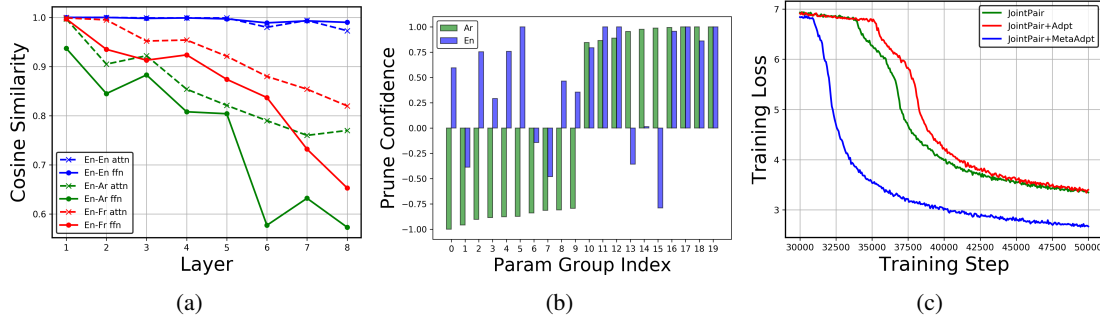 Cosine Similarity
1.0
0.9
0.8
0.7
0.6
En-En attn
En-En ffn
En-Ar attn
En-Ar ffn
En-Fr attn
En-Fr ffn
1 2 3 4 5 6 7 8
Layer
(a)
Prune Confidence
1.00
0.75
0.50
0.25
0.00
−0.25
−0.50
−0.75
−1.00
Ar
En
0 1 2 3 4 5 6 7 8 9 10 11 12 13 14 15 16 17 18 19
Param Group Index
(b)
Training Loss
7
6
5
4
3
JointPair
JointPair+Adpt
JointPair+MetaAdpt
30000 32500 35000 37500 40000 42500 45000 47500 50000
Training Step
(c)